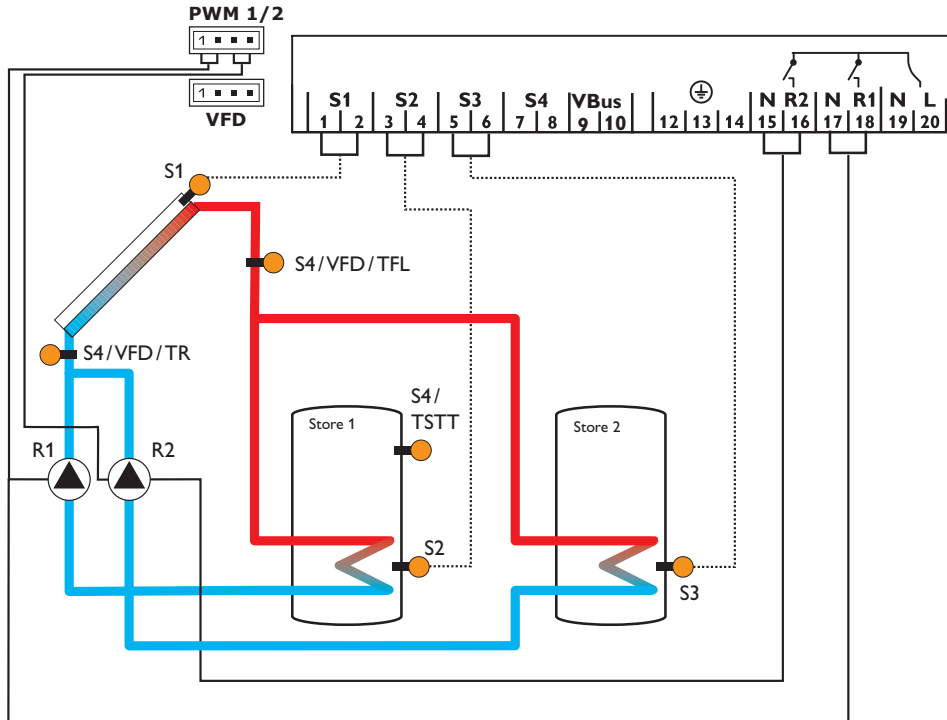 PWM 1/2
1
1
VFD
S1 S2 S3 S4 VBus N R2 N R1 N L
1 2 3 4 5 6 7 8 9 10 12 13 14 15 16 17 18 19 20
S1
S4/VFD/TFL
S4/VFD/TR
S4/
TSTT
Store 1
Store 2
R1
R2
S2
S3